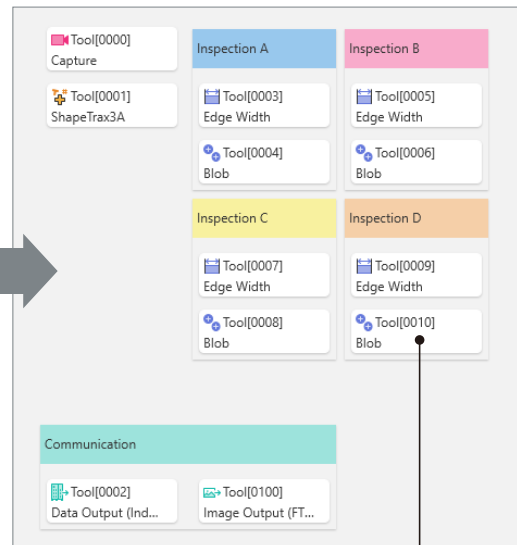 Tool[0000]
Capture
Tool[0001]
ShapeTrax3A
Inspection A
Tool[0003]
Edge Width
Tool[0004]
Blob
Inspection B
Tool[0005]
Edge Width
Tool[0006]
Blob
Inspection C
Tool[0007]
Edge Width
Tool[0008]
Blob
Inspection D
Tool[0009]
Edge Width
Tool[0010]
Blob
Communication
Tool[0002]
Data Output (Ind...
Tool[0100]
Image Output (FT...